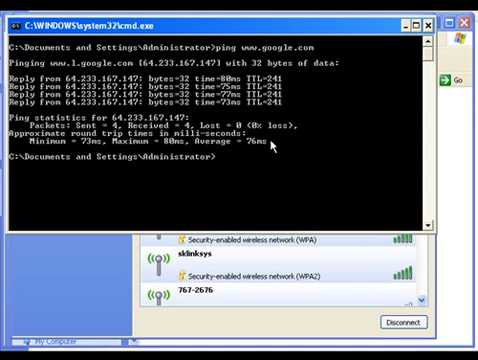 C:\WINDOWS\system32\cmd.exe
C:\Documents and Settings\Administrator>ping www.google.com
Pinging www.l.google.com [64.233.167.147] with 32 bytes of data:
Reply from 64.233.167.147: bytes=32 time=80ms TTL=241
Reply from 64.233.167.147: bytes=32 time=75ms TTL=241
Reply from 64.233.167.147: bytes=32 time=77ms TTL=241
Reply from 64.233.167.147: bytes=32 time=73ms TTL=241
Ping statistics for 64.233.167.147:
Packets: Sent = 4, Received = 4, Lost = 0 (0% loss),
Approximate round trip times in milli-seconds:
Minimum = 73ms, Maximum = 80ms, Average = 76ms
C:\Documents and Settings\Administrator>
Go
Security-enabled wireless network (WPA)
sklinksys
Security-enabled wireless network (WPA2)
767-2676
Disconnect
My Computer